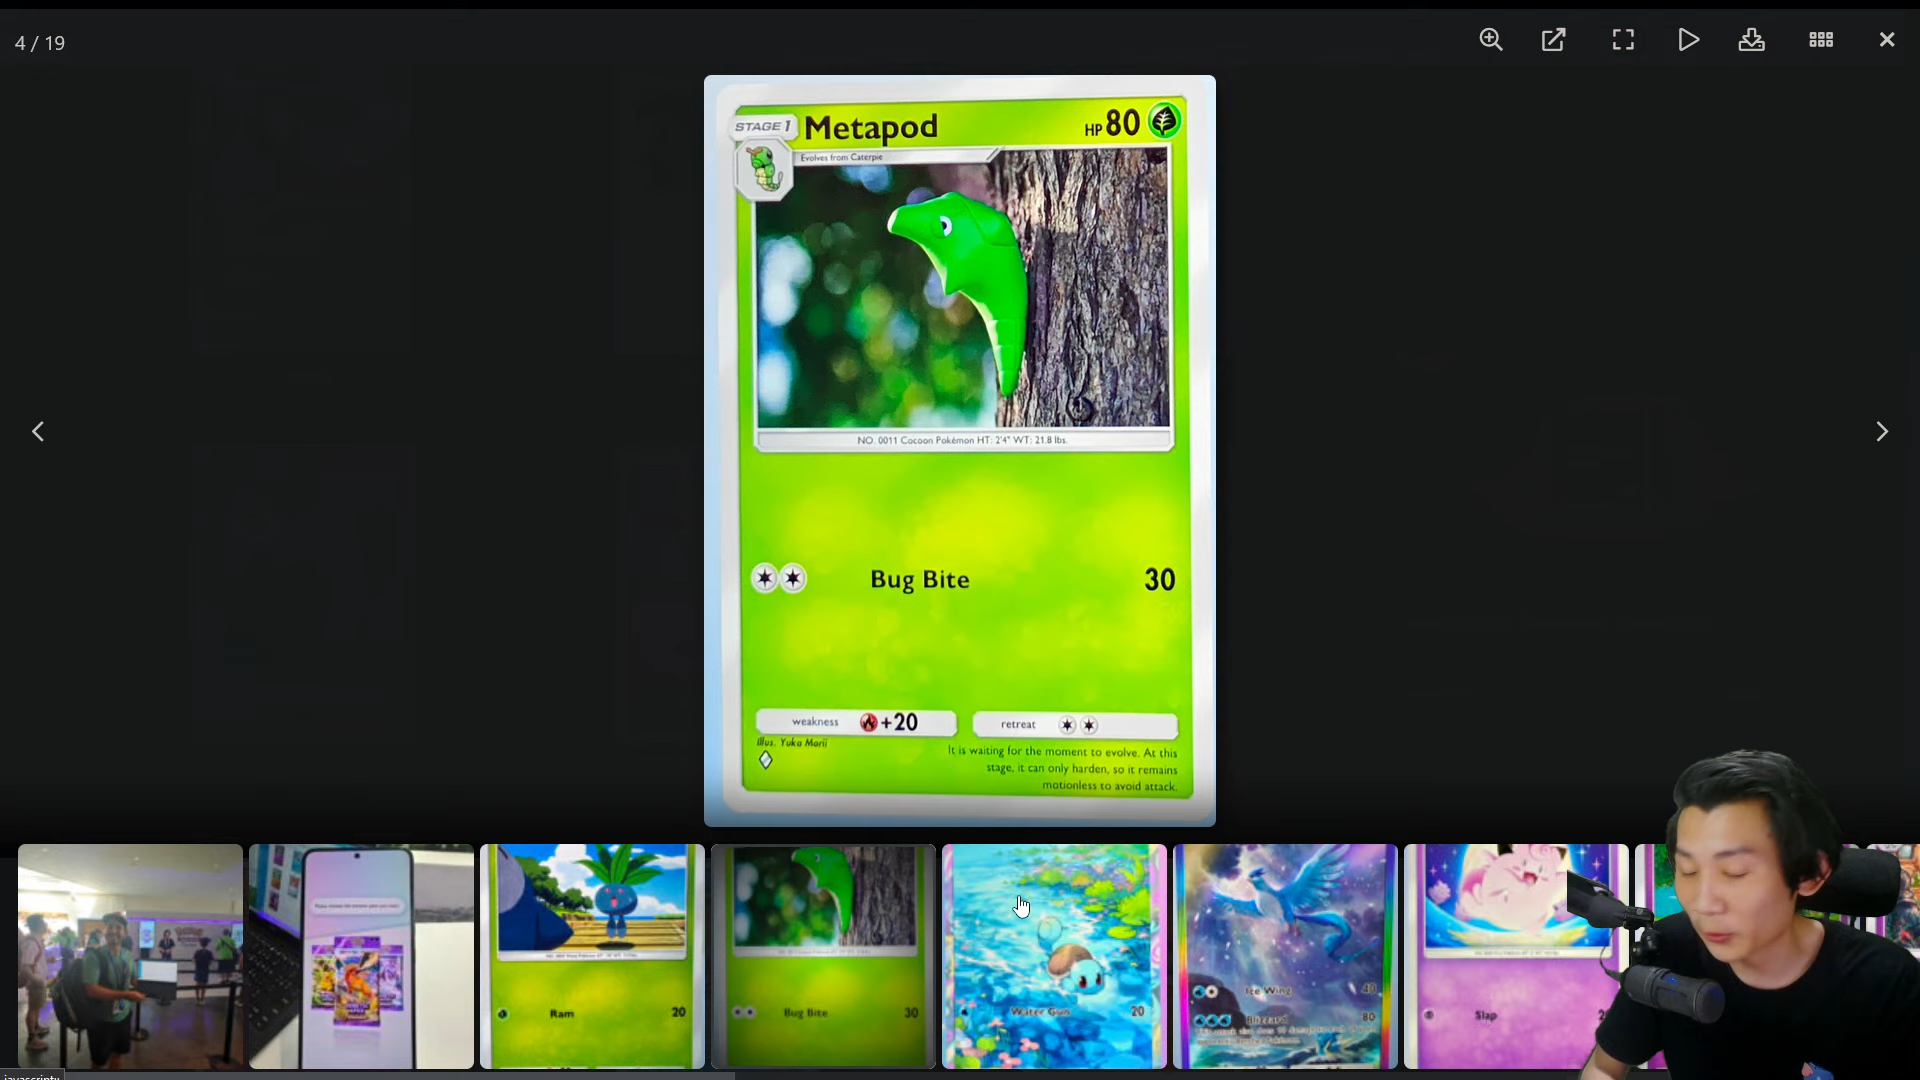 4 / 19
STAGE 1 Metapod HP 80
Evolves from Caterpie
NO. 0011 Cocoon Pokémon HT: 2'4" WT: 21.8 lbs.
Bug Bite 30
weakness +20 retreat
Illus. Yuka Morii
It is waiting for the moment to evolve. At this
stage, it can only harden, so it remains
motionless to avoid attack.
Ram 20
Bug Bite 30
Water Gun 20
Ice Wing 40
Blizzard 80
Slap